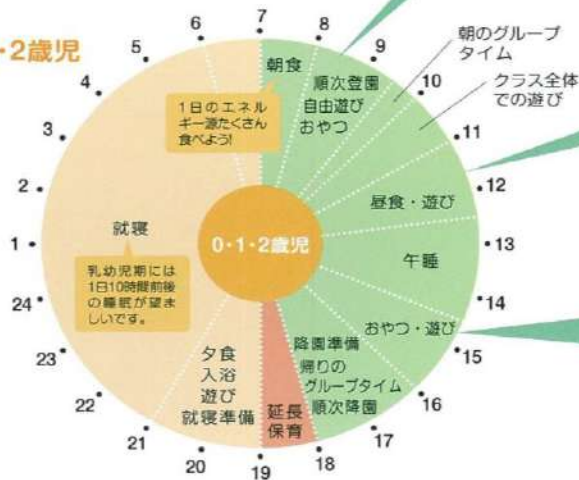 ・2歳児
7
8
9
10
11
12
13
14
15
16
17
18
19
20
21
22
23
24
1
2
3
4
5
6
朝のグループ
タイム
クラス全体
での遊び
朝食
1日のエネル
ギー源たくさん
食べよう!
順次登園
自由遊び
おやつ
昼食・遊び
午睡
おやつ・遊び
降園準備
帰りの
グループタイム
順次降園
延長
保育
夕食
入浴
遊び
就寝準備
就寝
乳幼児期には
1日10時間前後
の睡眠が望ま
しいです。
0・1・2歳児